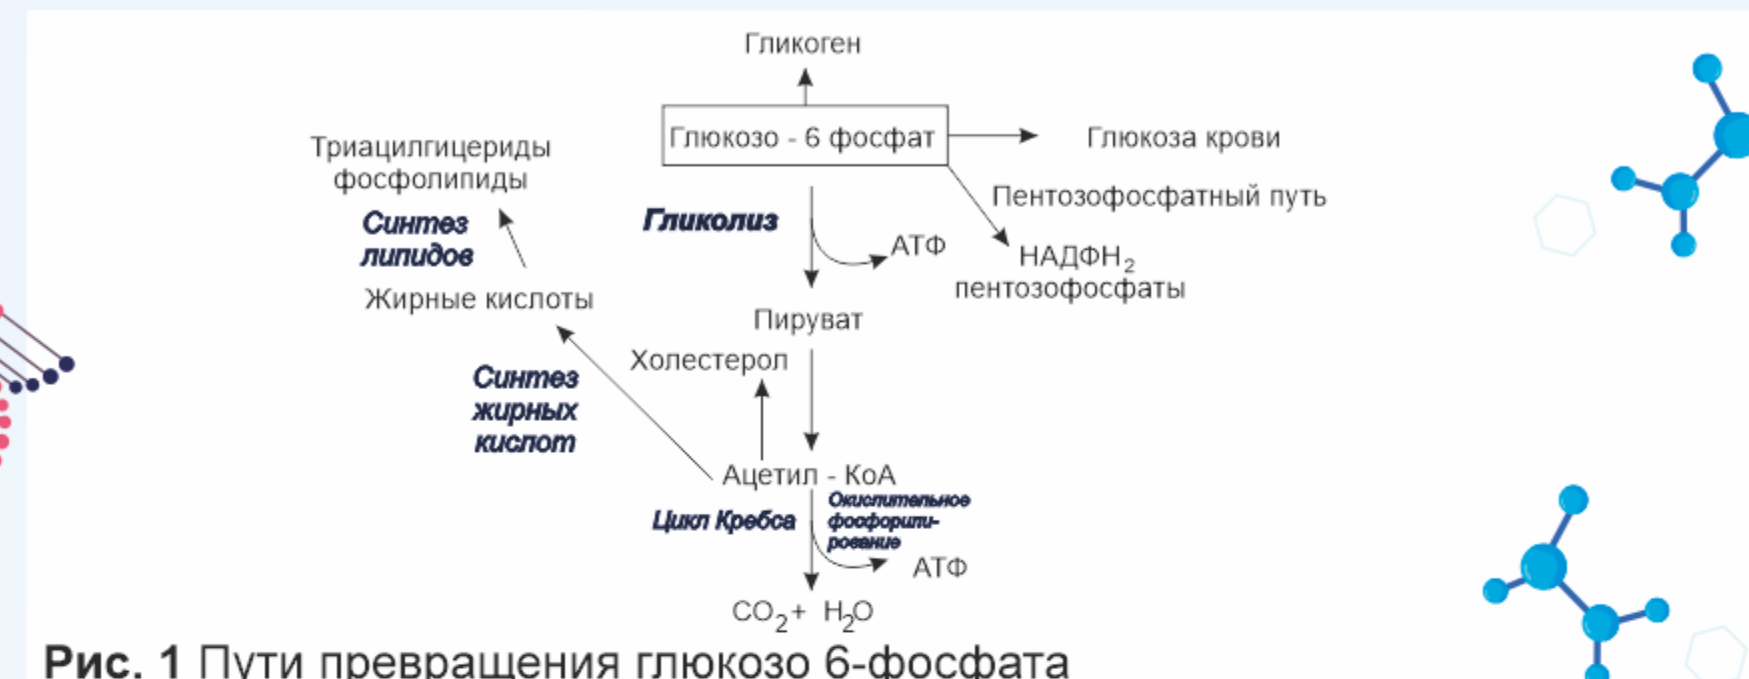 Гликоген
Глюкозо - 6 фосфат
Глюкоза крови
Триацилгицериды
фосфолипиды
Пентозофосфатный путь
Синтез
липидов
Гликолиз
АТФ
НАДФН₂
пентозофосфаты
Жирные кислоты
Пируват
Холестерол
Синтез
жирных
кислот
Ацетил - КоА
Цикл Кребса
Окислительное
фосфорили-
рование
АТФ
CO₂ + H₂O
Рис. 1 Пути превращения глюкозо 6-фосфата